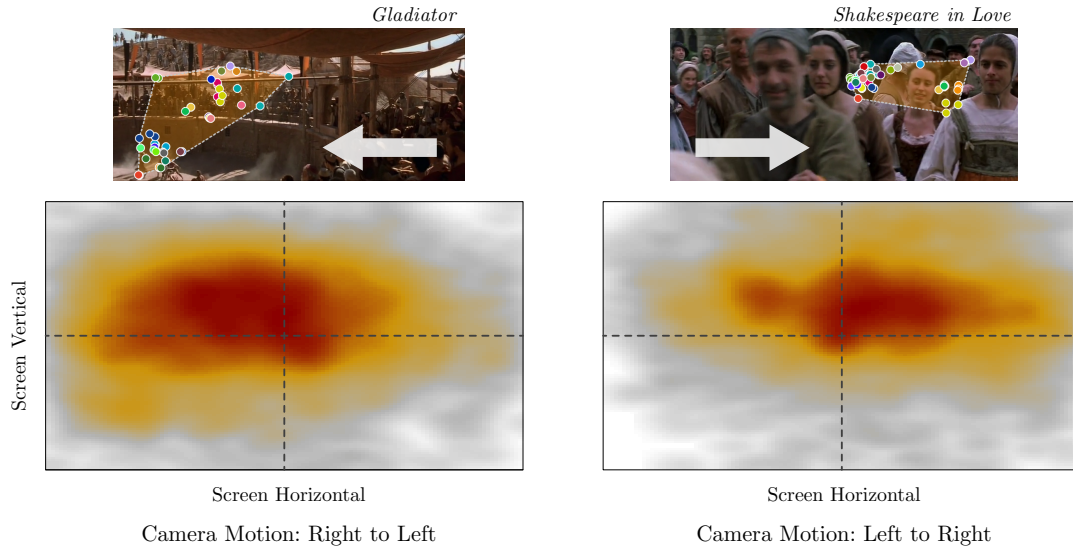 Gladiator
Shakespeare in Love
Screen Vertical
Screen Horizontal
Screen Horizontal
Camera Motion: Right to Left
Camera Motion: Left to Right